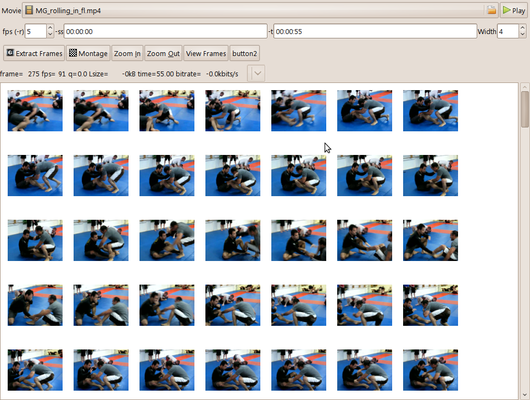 Movie MG_rolling_in_fl.mp4 Play
fps (-r) 5 -ss 00:00:00 -t 00:00:55 Width 4
Extract Frames Montage Zoom In Zoom Out View Frames button2
frame= 275 fps= 91 q=0.0 Lsize= -0kB time=55.00 bitrate= -0.0kbits/s